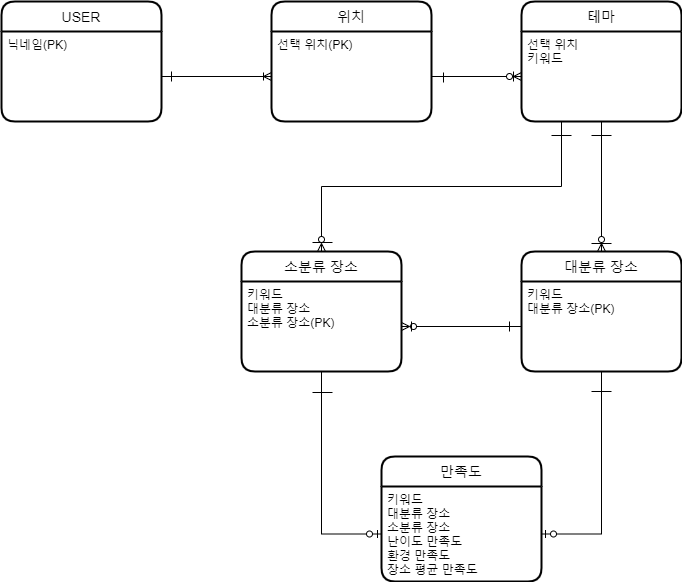 USER
닉네임(PK)
위치
선택 위치(PK)
테마
선택 위치
키워드
소분류 장소
키워드
대분류 장소
소분류 장소(PK)
대분류 장소
키워드
대분류 장소(PK)
만족도
키워드
대분류 장소
소분류 장소
난이도 만족도
환경 만족도
장소 평균 만족도